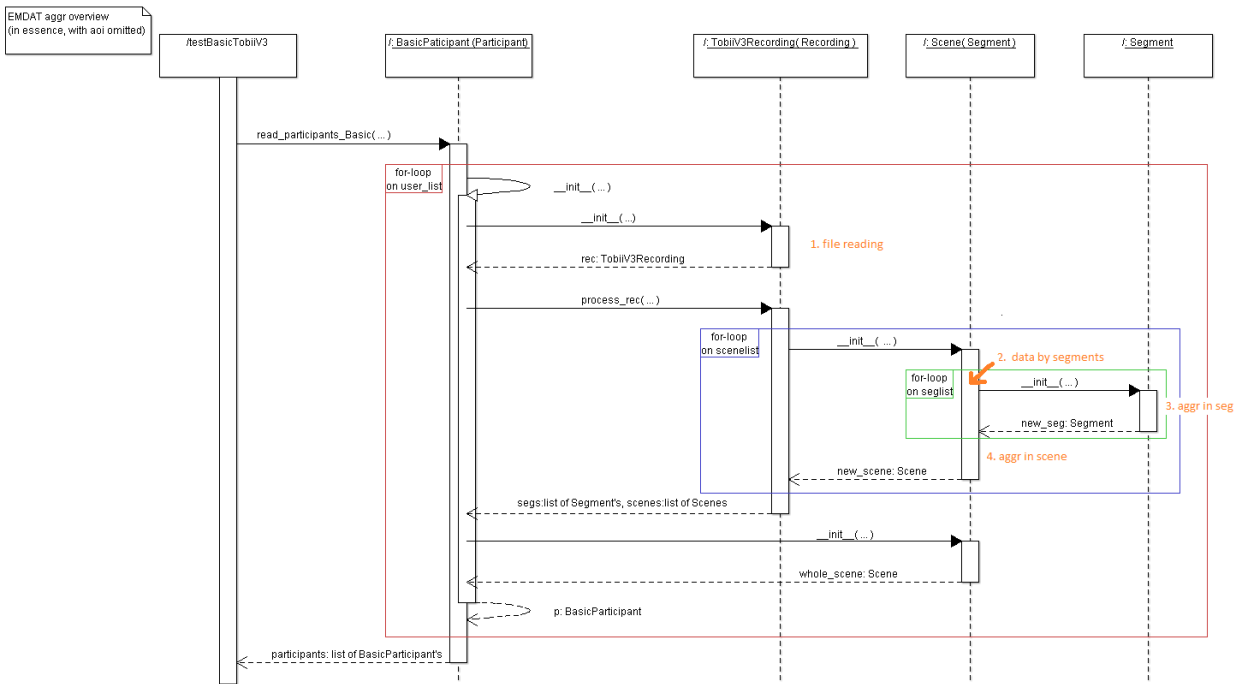 EMDAT aggr overview
(in essence, with aoi omitted)
/testBasicTobiiV3
/: BasicPaticipant (Participant)
/: TobiiV3Recording( Recording )
/: Scene( Segment )
/: Segment
read_participants_Basic( ... )
for-loop
on user_list
__init__( ... )
__init__( ...)
1. file reading
rec: TobiiV3Recording
process_rec( ... )
for-loop
on scenelist
__init__( ... )
2. data by segments
for-loop
on seglist
__init__( ... )
3. aggr in seg
new_seg: Segment
4. aggr in scene
new_scene: Scene
segs:list of Segment's, scenes:list of Scenes
__init__( ... )
whole_scene: Scene
p: BasicParticipant
participants: list of BasicParticipant's